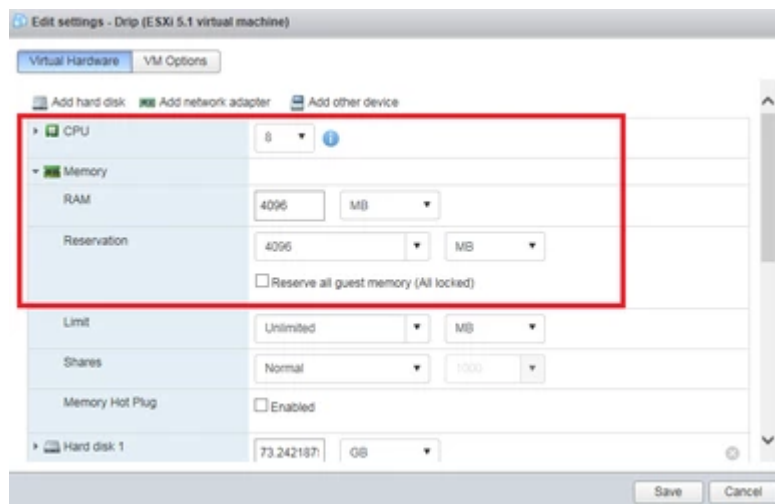 Edit settings - Drip (ESXi 5.1 virtual machine)
Virtual Hardware VM Options
Add hard disk Add network adapter Add other device
CPU 8
Memory
RAM 4096 MB
Reservation 4096 MB
Reserve all guest memory (All locked)
Limit Unlimited MB
Shares Normal 1000
Memory Hot Plug Enabled
Hard disk 1 73.242187 GB
Save Cancel